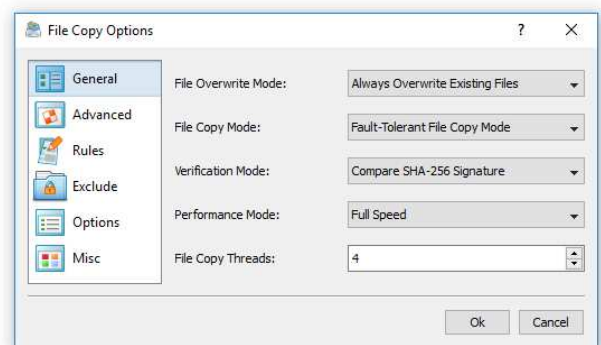 File Copy Options
?
General
Advanced
Rules
Exclude
Options
Misc
File Overwrite Mode: Always Overwrite Existing Files
File Copy Mode: Fault-Tolerant File Copy Mode
Verification Mode: Compare SHA-256 Signature
Performance Mode: Full Speed
File Copy Threads: 4
Ok Cancel